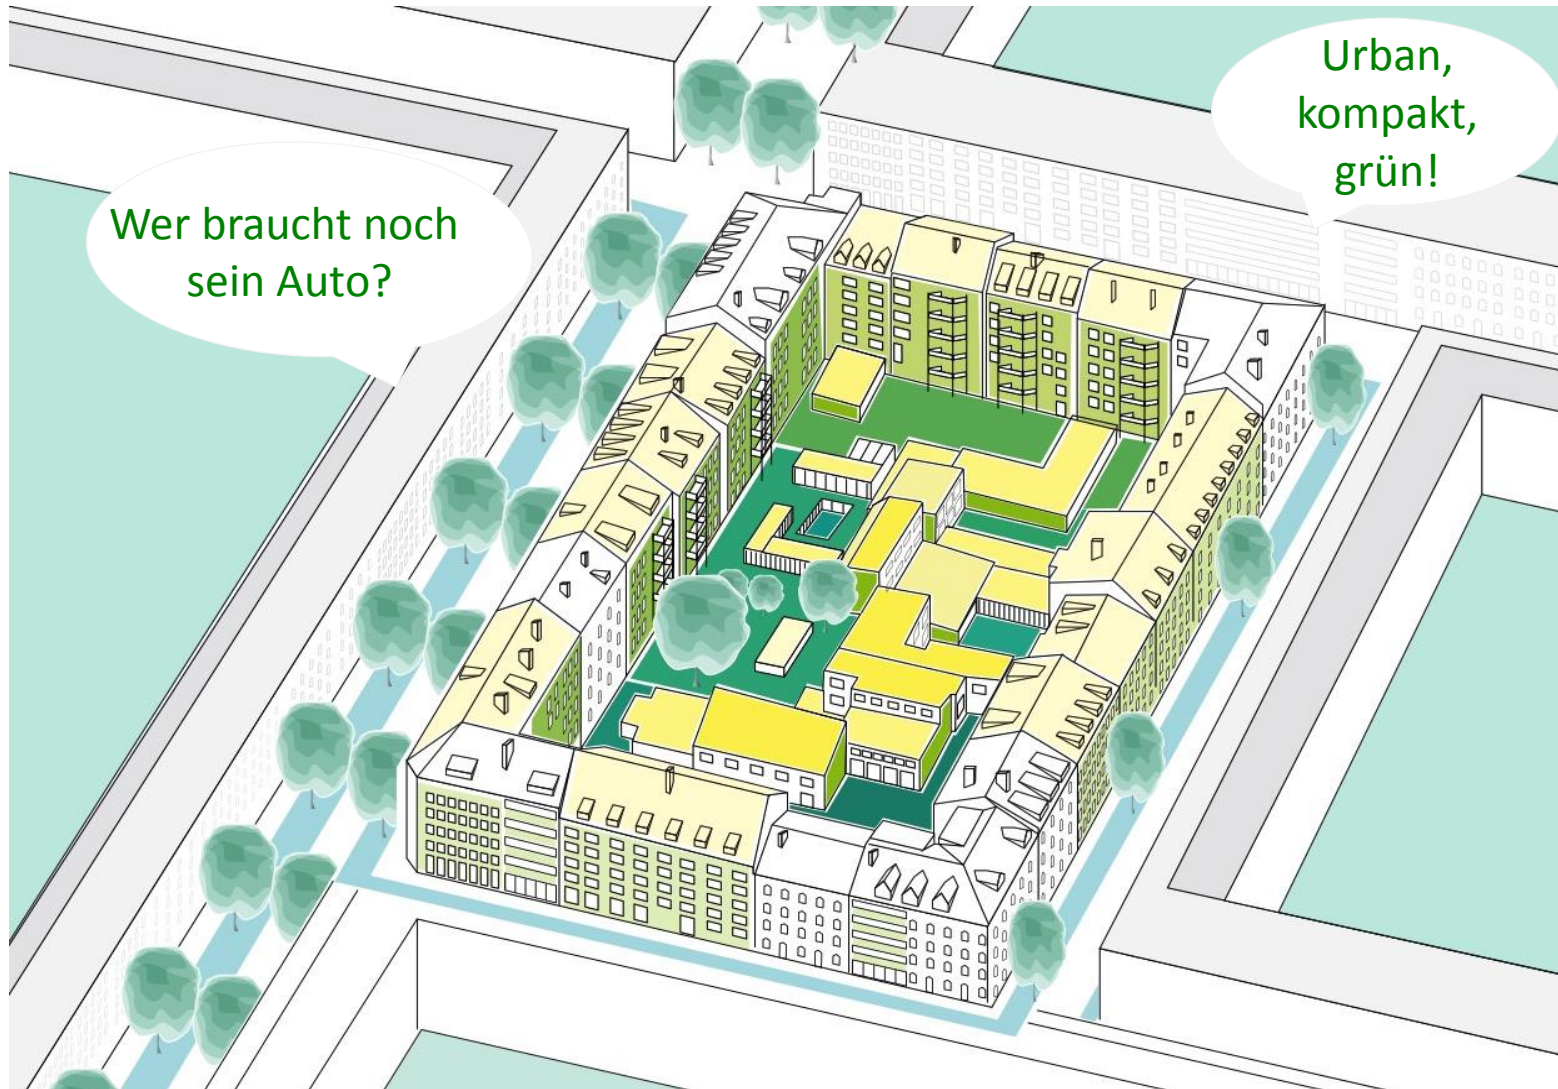 Wer braucht noch
sein Auto?
Urban,
kompakt,
grün!